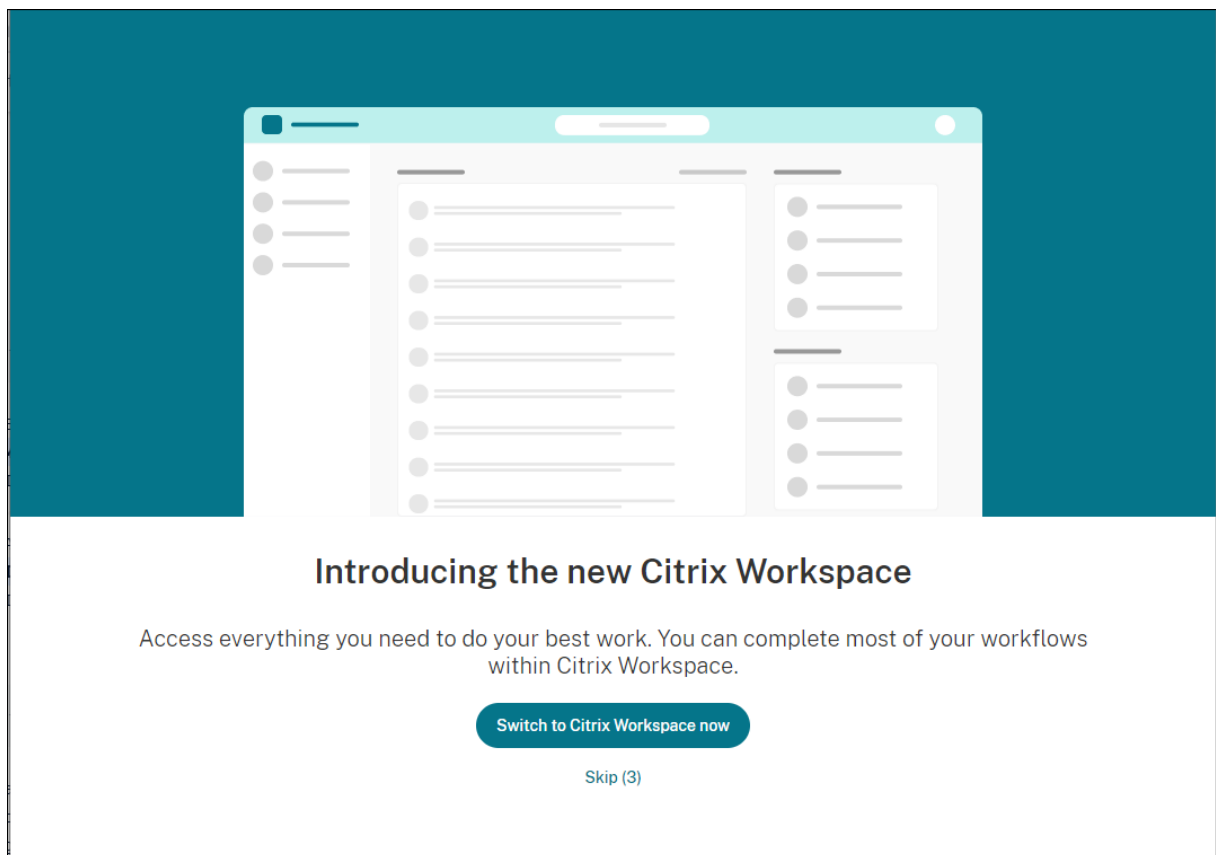 Introducing the new Citrix Workspace
Access everything you need to do your best work. You can complete most of your workflows
within Citrix Workspace.
Switch to Citrix Workspace now
Skip (3)